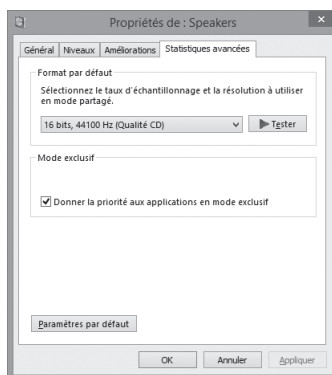 Propriétés de : Speakers
Général Niveaux Améliorations Statistiques avancées
Format par défaut
Sélectionnez le taux d'échantillonnage et la résolution à utiliser
en mode partagé.
16 bits, 44100 Hz (Qualité CD) Tester
Mode exclusif
Donner la priorité aux applications en mode exclusif
Paramètres par défaut
OK Annuler Appliquer